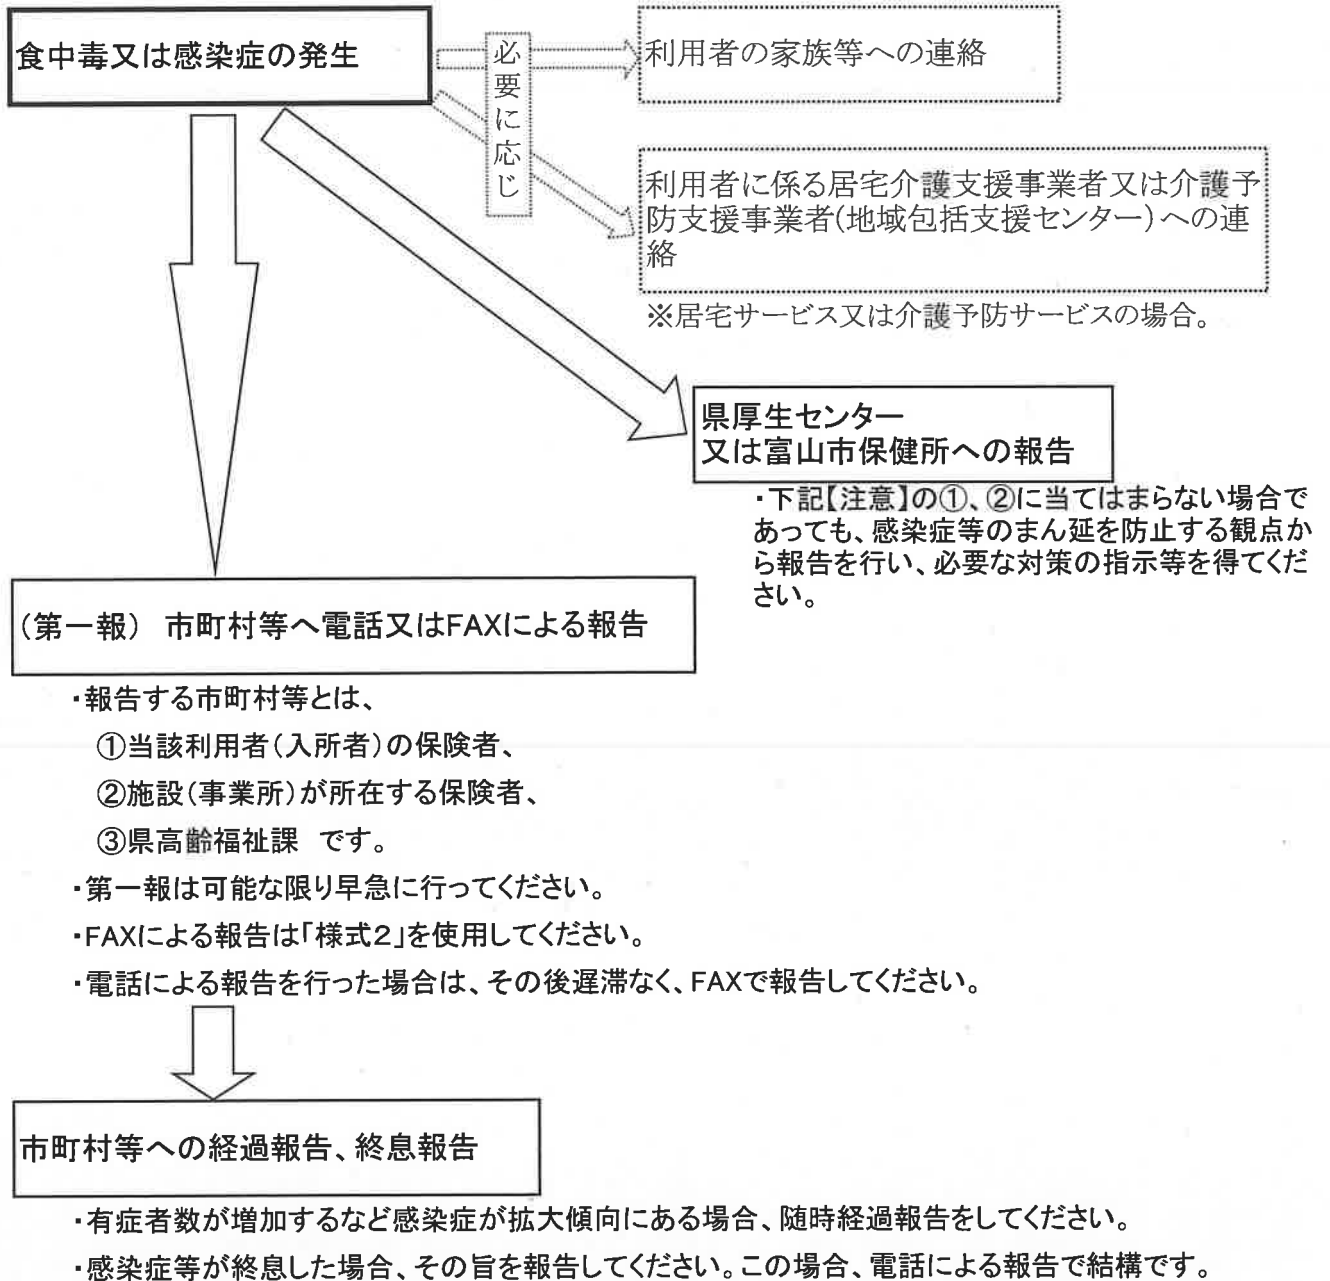 食中毒又は感染症の発生
必要に応じ
利用者の家族等への連絡
利用者に係る居宅介護支援事業者又は介護予
防支援事業者(地域包括支援センター)への連
絡
※居宅サービス又は介護予防サービスの場合。
県厚生センター
又は富山市保健所への報告
・下記【注意】の①、②に当てはまらない場合で
あっても、感染症等のまん延を防止する観点か
ら報告を行い、必要な対策の指示等を得てくだ
さい。
(第一報) 市町村等へ電話又はFAXによる報告
・報告する市町村等とは、
①当該利用者(入所者)の保険者、
②施設(事業所)が所在する保険者、
③県高齢福祉課 です。
・第一報は可能な限り早急に行ってください。
・FAXによる報告は「様式2」を使用してください。
・電話による報告を行った場合は、その後遅滞なく、FAXで報告してください。
市町村等への経過報告、終息報告
・有症者数が増加するなど感染症が拡大傾向にある場合、随時経過報告をしてください。
・感染症等が終息した場合、その旨を報告してください。この場合、電話による報告で結構です。